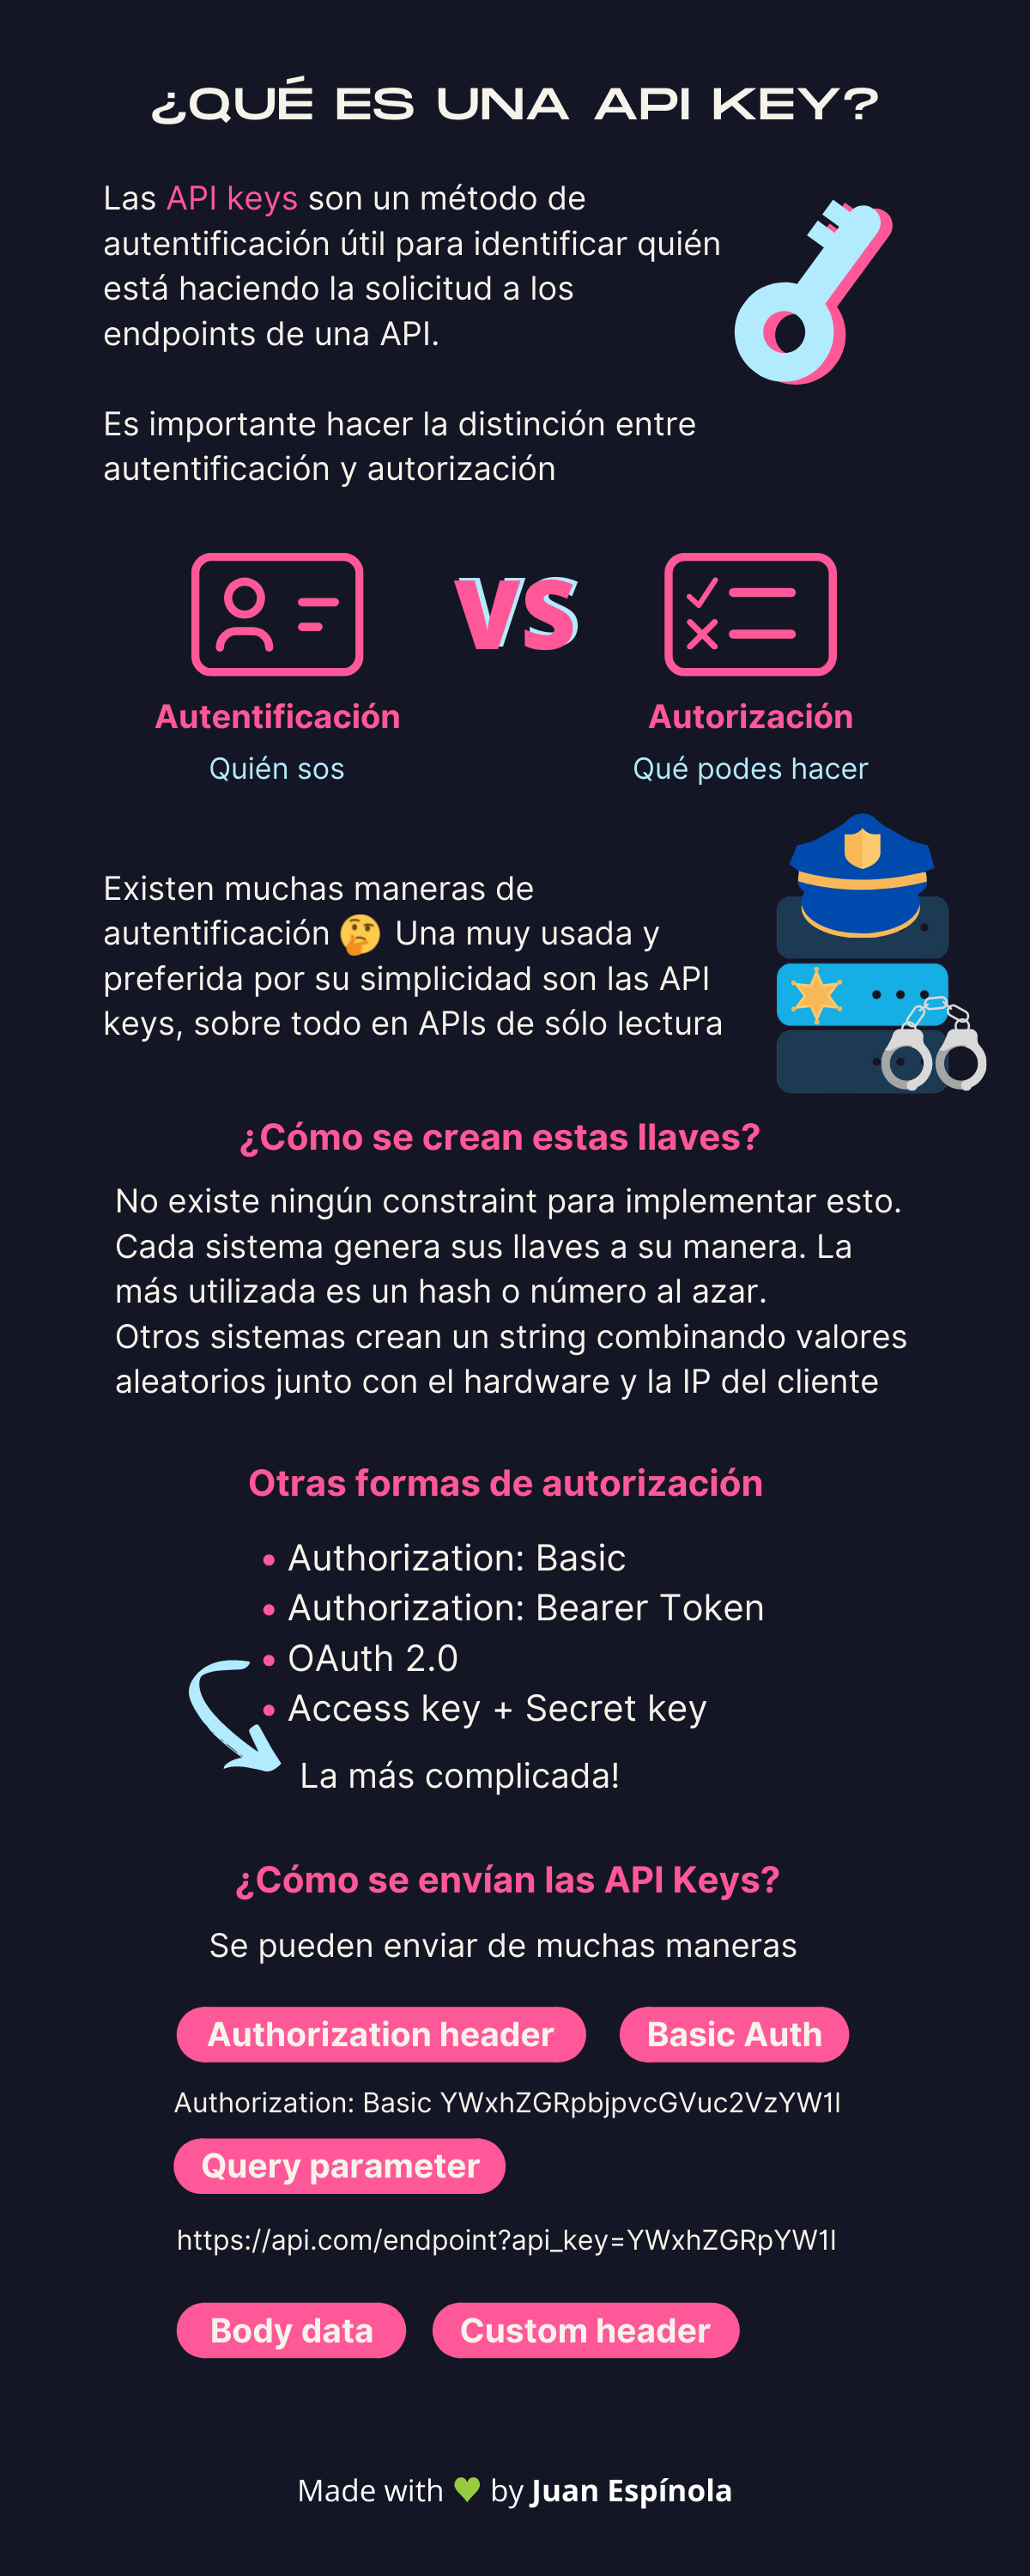 ¿QUÉ ES UNA API KEY?
Las API keys son un método de
autentificación útil para identificar quién
está haciendo la solicitud a los
endpoints de una API.
Es importante hacer la distinción entre
autentificación y autorización
VS
Autentificación
Autorización
Quién sos
Qué podes hacer
Existen muchas maneras de
autentificación 🤔 Una muy usada y
preferida por su simplicidad son las API
keys, sobre todo en APIs de sólo lectura
¿Cómo se crean estas llaves?
No existe ningún constraint para implementar esto.
Cada sistema genera sus llaves a su manera. La
más utilizada es un hash o número al azar.
Otros sistemas crean un string combinando valores
aleatorios junto con el hardware y la IP del cliente
Otras formas de autorización
• Authorization: Basic
• Authorization: Bearer Token
• OAuth 2.0
• Access key + Secret key
La más complicada!
¿Cómo se envían las API Keys?
Se pueden enviar de muchas maneras
Authorization header
Basic Auth
Authorization: Basic YWxhZGRpbjpvcGVuc2VzYW1l
Query parameter
https://api.com/endpoint?api_key=YWxhZGRpYW1l
Body data
Custom header
Made with 💚 by Juan Espínola